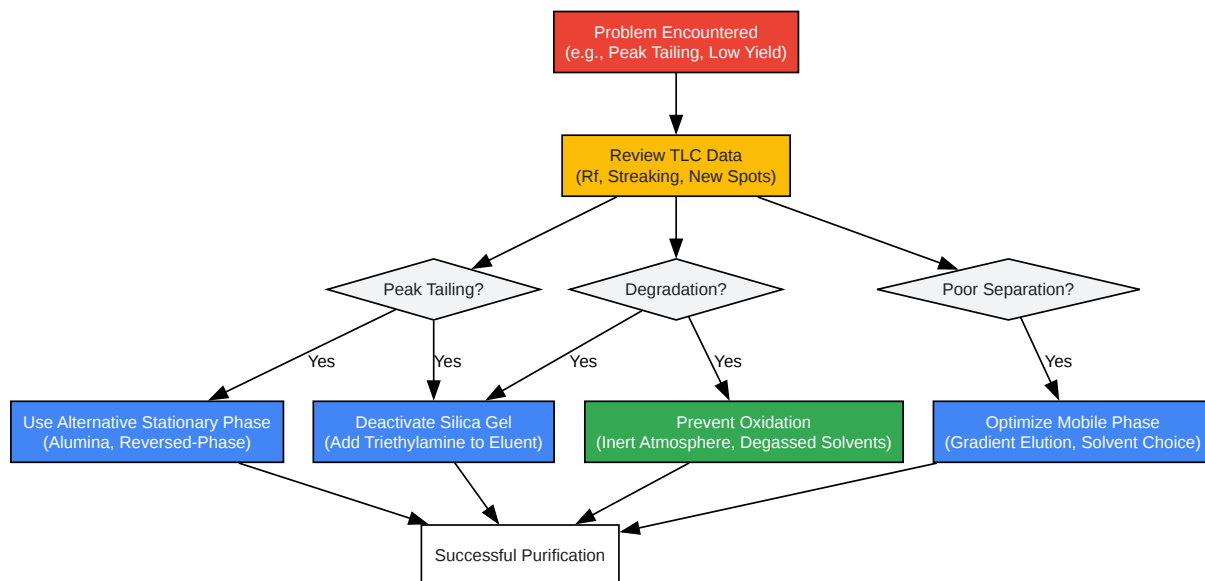 Problem Encountered
(e.g., Peak Tailing, Low Yield)
Review TLC Data
(Rf, Streaking, New Spots)
Peak Tailing?
Degradation?
Poor Separation?
Yes
Yes
Yes
Yes
Yes
Use Alternative Stationary Phase
(Alumina, Reversed-Phase)
Deactivate Silica Gel
(Add Triethylamine to Eluent)
Prevent Oxidation
(Inert Atmosphere, Degassed Solvents)
Optimize Mobile Phase
(Gradient Elution, Solvent Choice)
Successful Purification